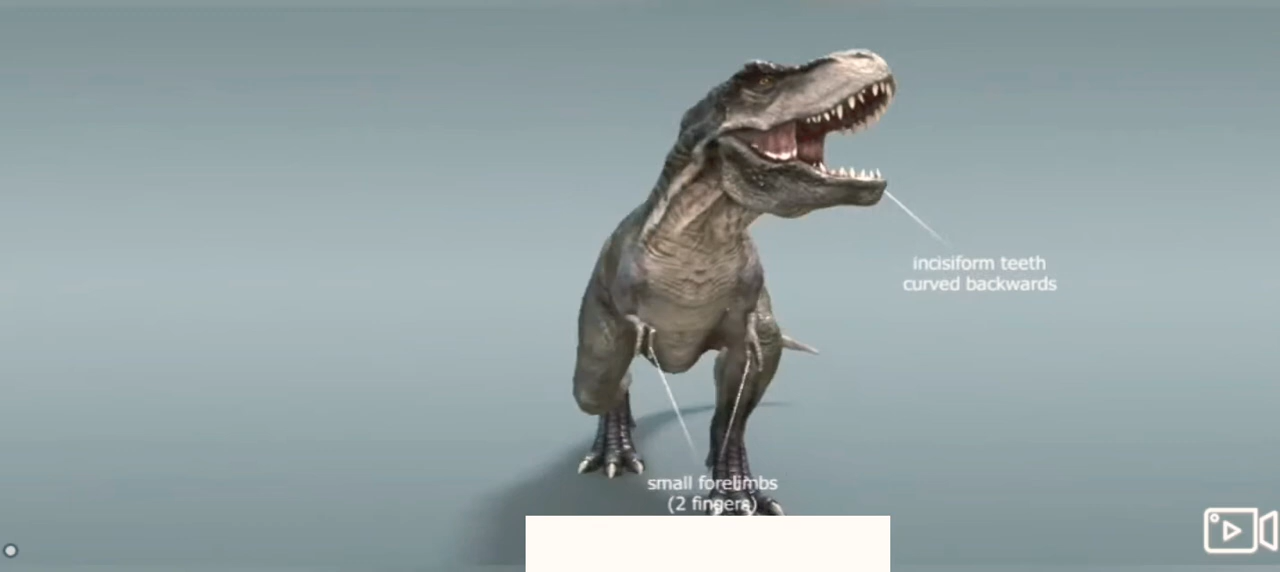 incisiform teeth
curved backwards
small forelimbs
(2 fingers)